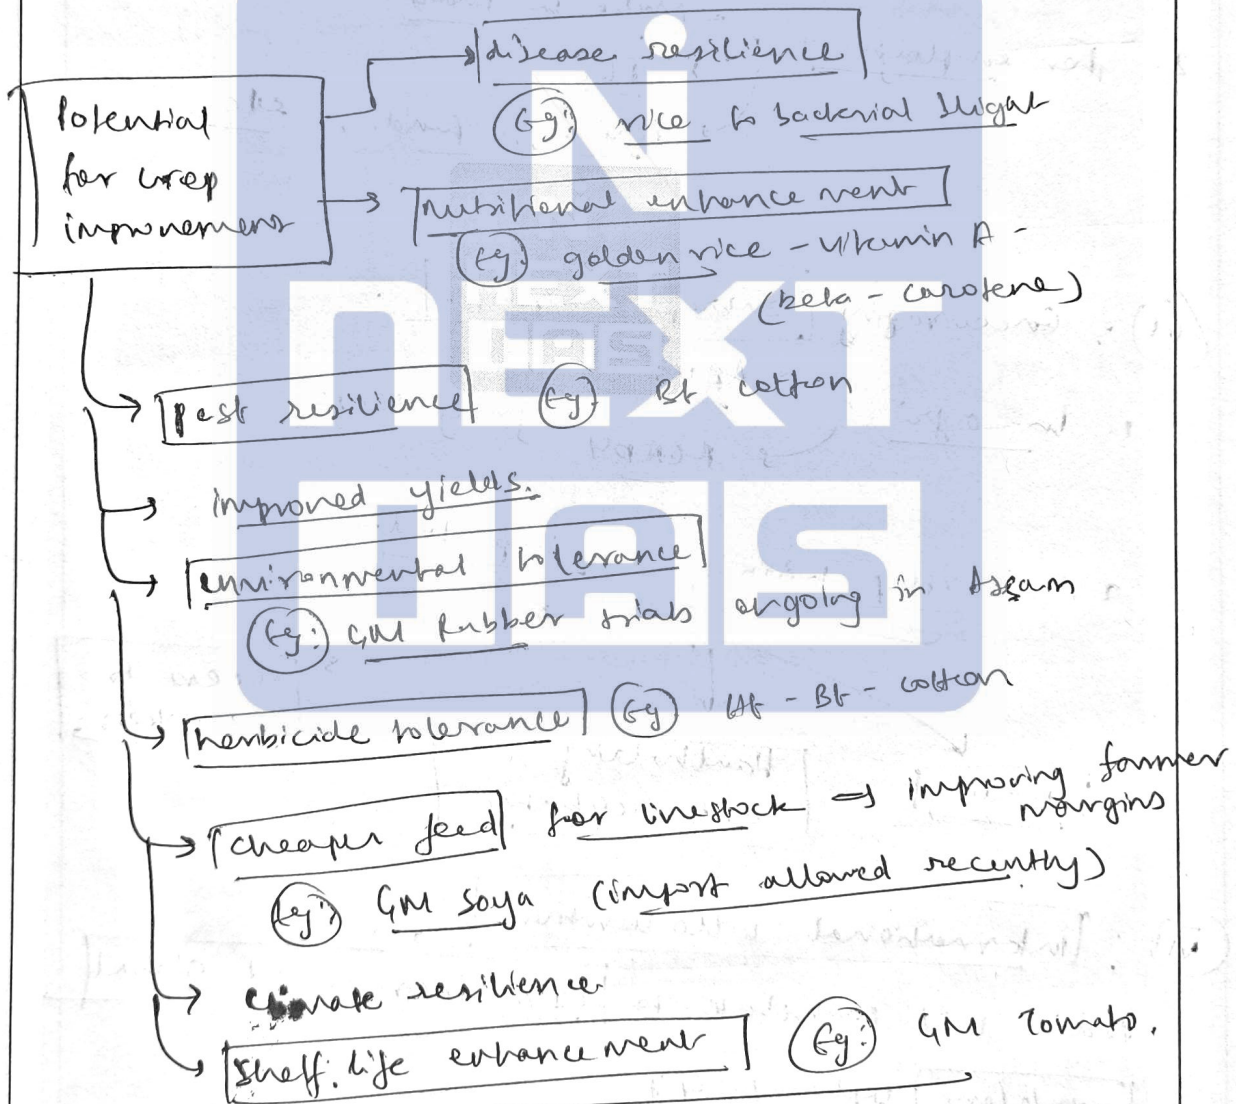 Potential
for crop
improvement
disease resilience
Eg: rice to bacterial blight
nutritional enhancement
Eg: golden rice - Vitamin A -
(beta - carotene)
pest resilience Eg: Bt cotton
improved yields.
environmental tolerance
Eg: GM Rubber trials ongoing in Assam
herbicide tolerance Eg Ht - Bt - cotton
cheaper feed for livestock ⇒ improving farmer
margins
Eg: GM Soya (import allowed recently)
climate resilience
shelf. life enhancement Eg: GM Tomato.
NEXT
IAS